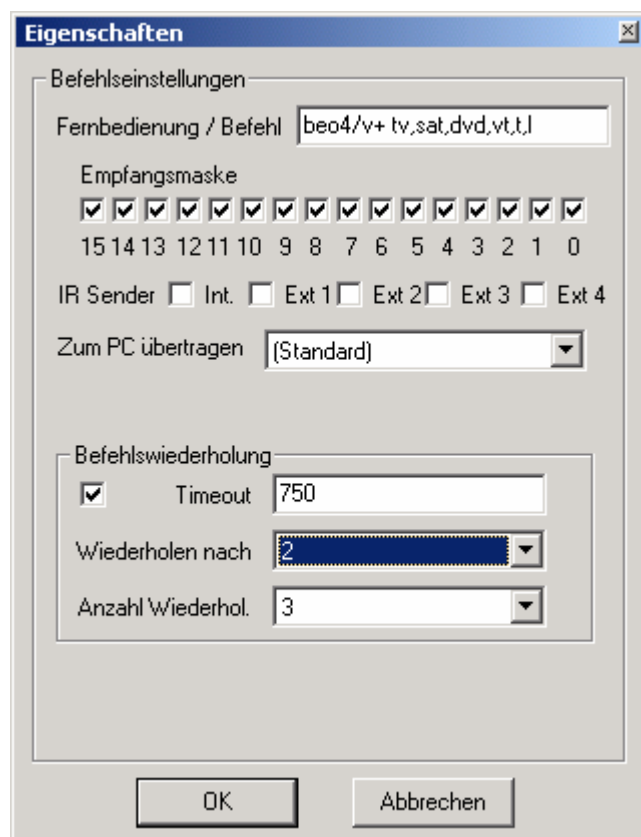 Eigenschaften
Befehlseinstellungen
Fernbedienung / Befehl beo4/v+ tv,sat,dvd,vt,t,l
Empfangsmaske
15 14 13 12 11 10 9 8 7 6 5 4 3 2 1 0
IR Sender Int. Ext 1 Ext 2 Ext 3 Ext 4
Zum PC übertragen (Standard)
Befehlswiederholung
Timeout 750
Wiederholen nach 2
Anzahl Wiederhol. 3
OK Abbrechen